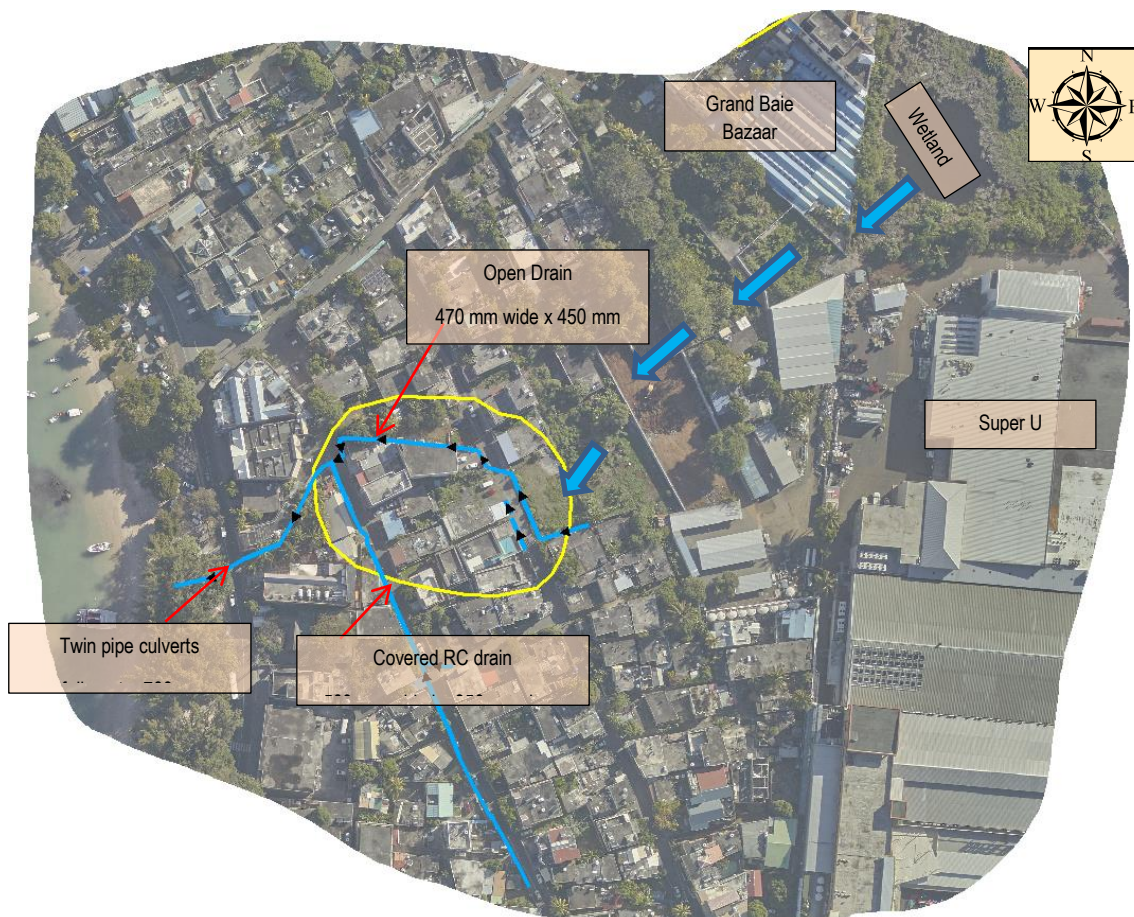 Grand Baie
Bazaar
Wetland
N
W
E
S
Open Drain
470 mm wide x 450 mm
Super U
Twin pipe culverts
Covered RC drain